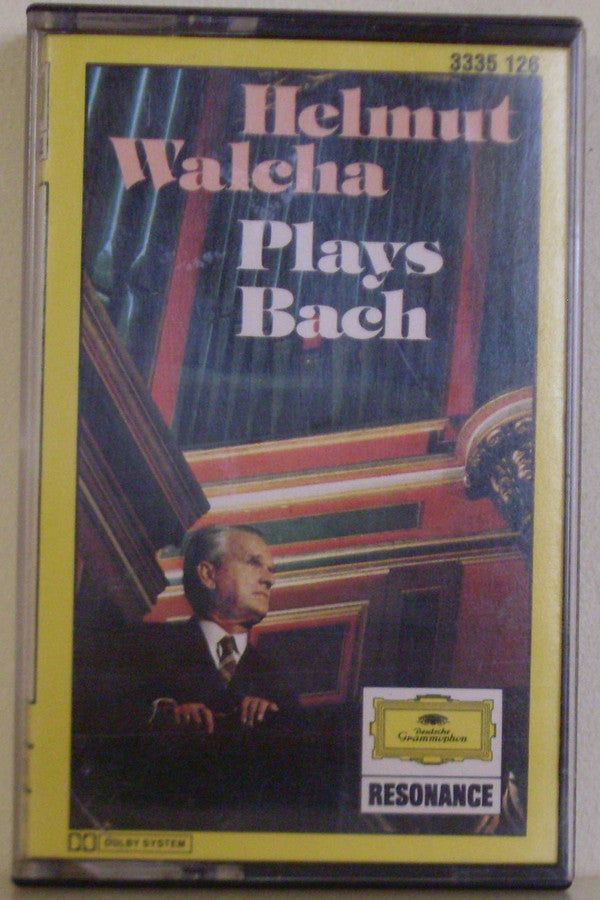 3335 126
Helmut
Walcha
Plays
Bach
Deutsche
Grammophon
RESONANCE
DOLBY SYSTEM